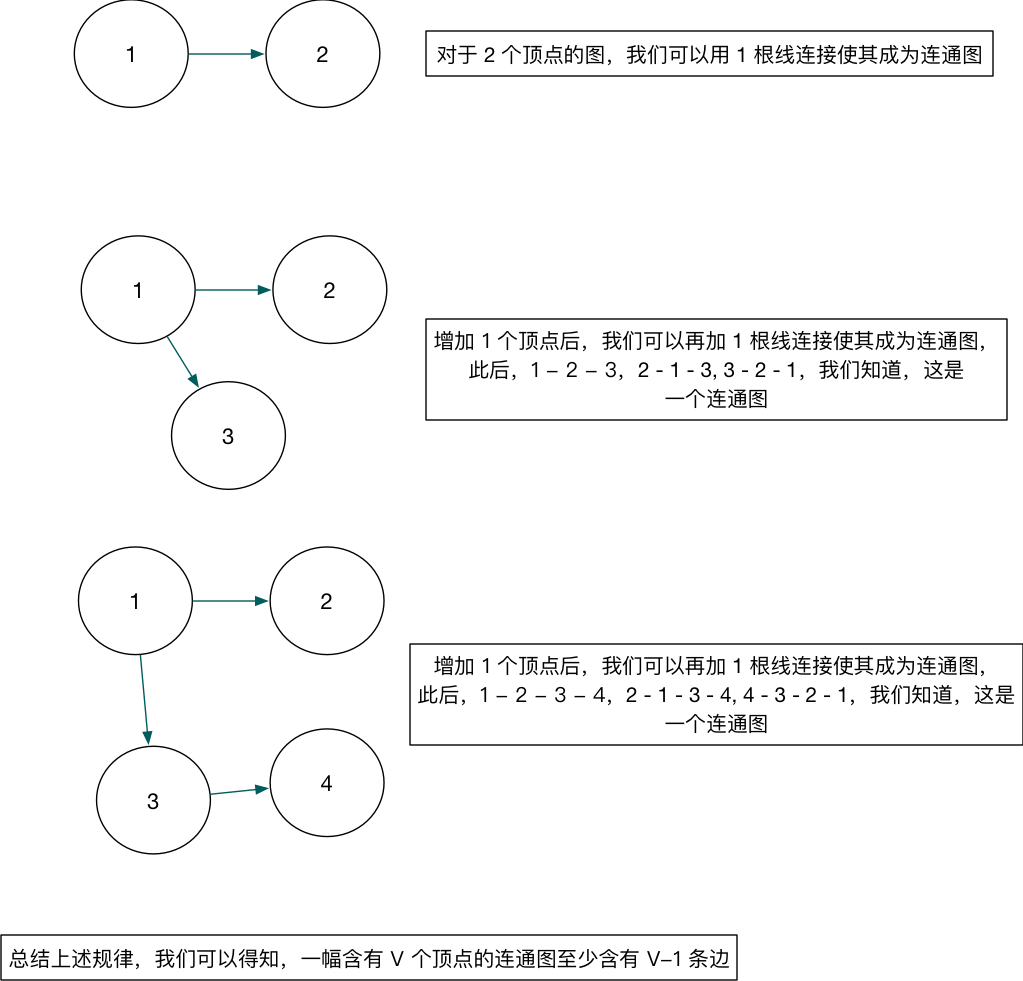 1
2
对于 2 个顶点的图，我们可以用 1 根线连接使其成为连通图
1
2
3
增加 1 个顶点后，我们可以再加 1 根线连接使其成为连通图，
此后，1 – 2 – 3，2 - 1 - 3, 3 - 2 - 1，我们知道，这是
一个连通图
1
2
3
4
增加 1 个顶点后，我们可以再加 1 根线连接使其成为连通图，
此后，1 – 2 – 3 – 4，2 - 1 - 3 - 4, 4 - 3 - 2 - 1，我们知道，这是
一个连通图
总结上述规律，我们可以得知，一幅含有 V 个顶点的连通图至少含有 V–1 条边